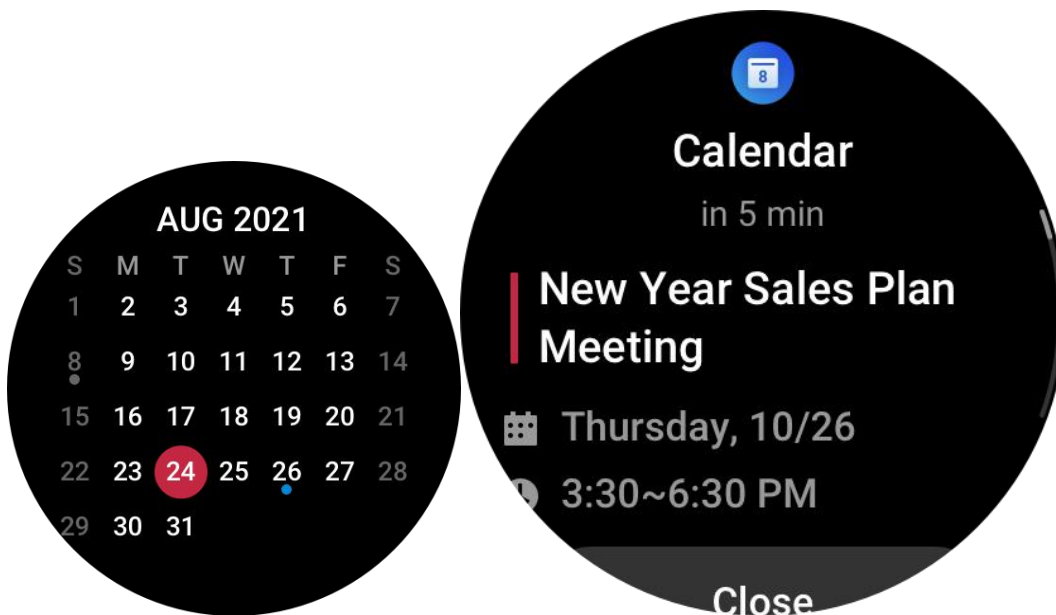 AUG 2021
S M T W T F S
1 2 3 4 5 6 7
8 9 10 11 12 13 14
15 16 17 18 19 20 21
22 23 24 25 26 27 28
29 30 31
8
Calendar
in 5 min
New Year Sales Plan
Meeting
Thursday, 10/26
3:30~6:30 PM
Close